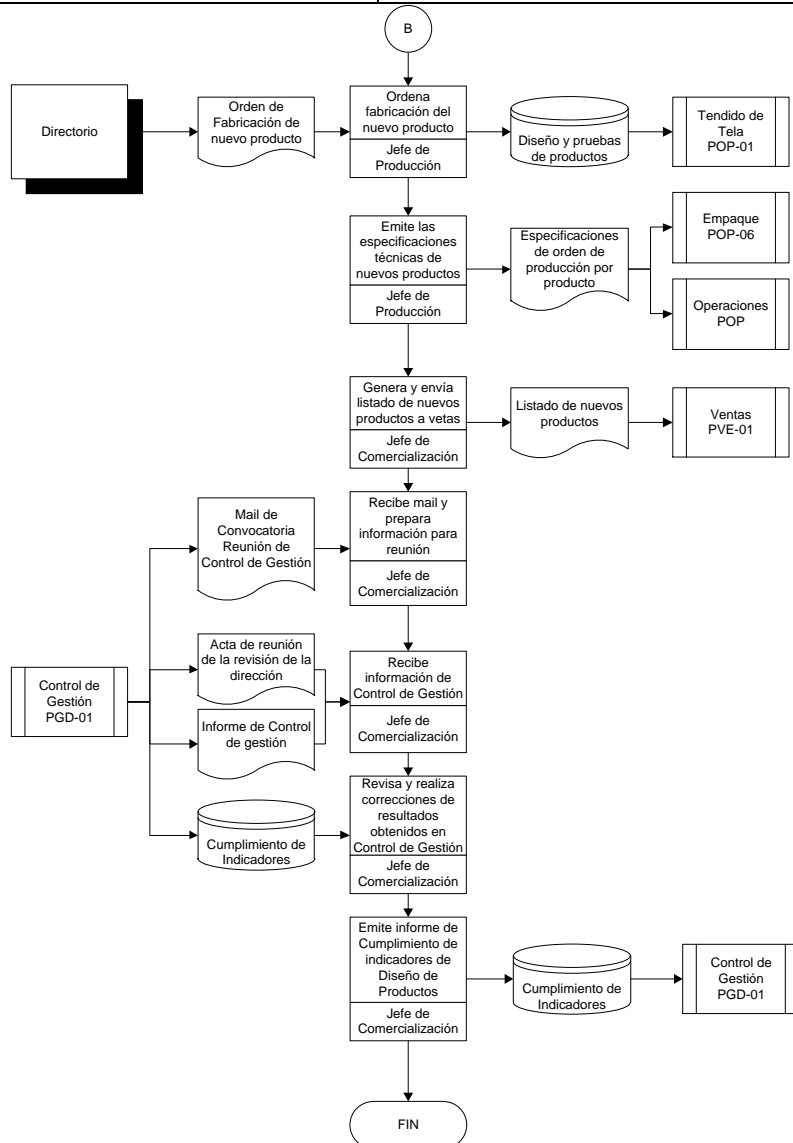 B
Directorio
Orden de
Fabricación de
nuevo producto
Ordena
fabricación del
nuevo producto
Jefe de
Producción
Diseño y pruebas
de productos
Tendido de
Tela
POP-01
Emite las
especificaciones
técnicas de
nuevos productos
Jefe de
Producción
Especificaciones
de orden de
producción por
producto
Empaque
POP-06
Operaciones
POP
Genera y envía
listado de nuevos
productos a vetas
Jefe de
Comercialización
Listado de nuevos
productos
Ventas
PVE-01
Mail de
Convocatoria
Reunión de
Control de Gestión
Recibe mail y
prepara
información para
reunión
Jefe de
Comercialización
Control de
Gestión
PGD-01
Acta de reunión
de la revisión de la
dirección
Informe de Control
de gestión
Recibe
información de
Control de Gestión
Jefe de
Comercialización
Cumplimiento de
Indicadores
Revisa y realiza
correcciones de
resultados
obtenidos en
Control de Gestión
Jefe de
Comercialización
Emite informe de
Cumplimiento de
indicadores de
Diseño de
Productos
Jefe de
Comercialización
Cumplimiento de
Indicadores
Control de
Gestión
PGD-01
FIN